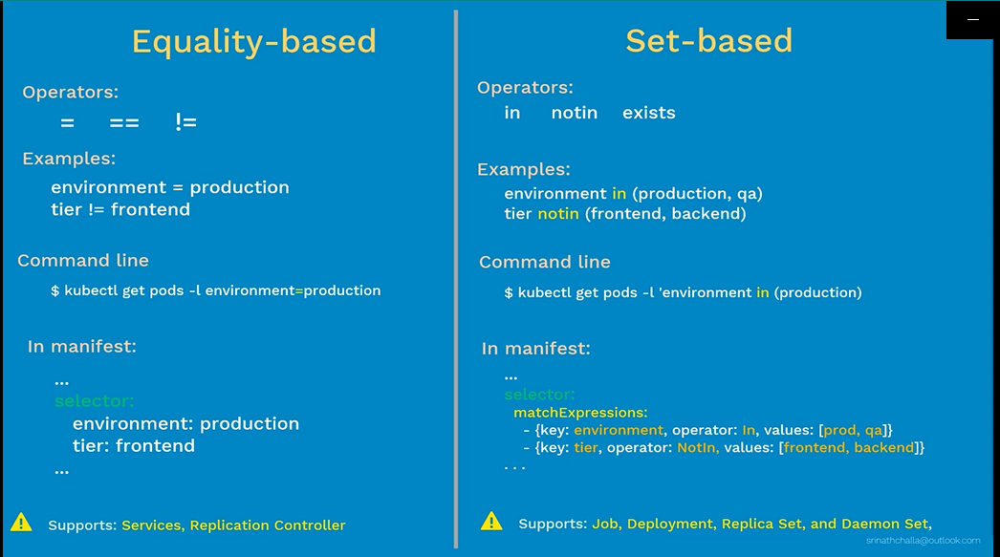 Equality-based
Operators:
= == !=
Examples:
environment = production
tier != frontend
Command line
$ kubectl get pods -l environment=production
In manifest:
...
selector:
environment: production
tier: frontend
...
Supports: Services, Replication Controller
Set-based
Operators:
in notin exists
Examples:
environment in (production, qa)
tier notin (frontend, backend)
Command line
$ kubectl get pods -l 'environment in (production)
In manifest:
...
selector:
matchExpressions:
- {key: environment, operator: In, values: [prod, qa]}
- {key: tier, operator: NotIn, values: [frontend, backend]}
. . .
Supports: Job, Deployment, Replica Set, and Daemon Set,
srinathchalla@outlook.com